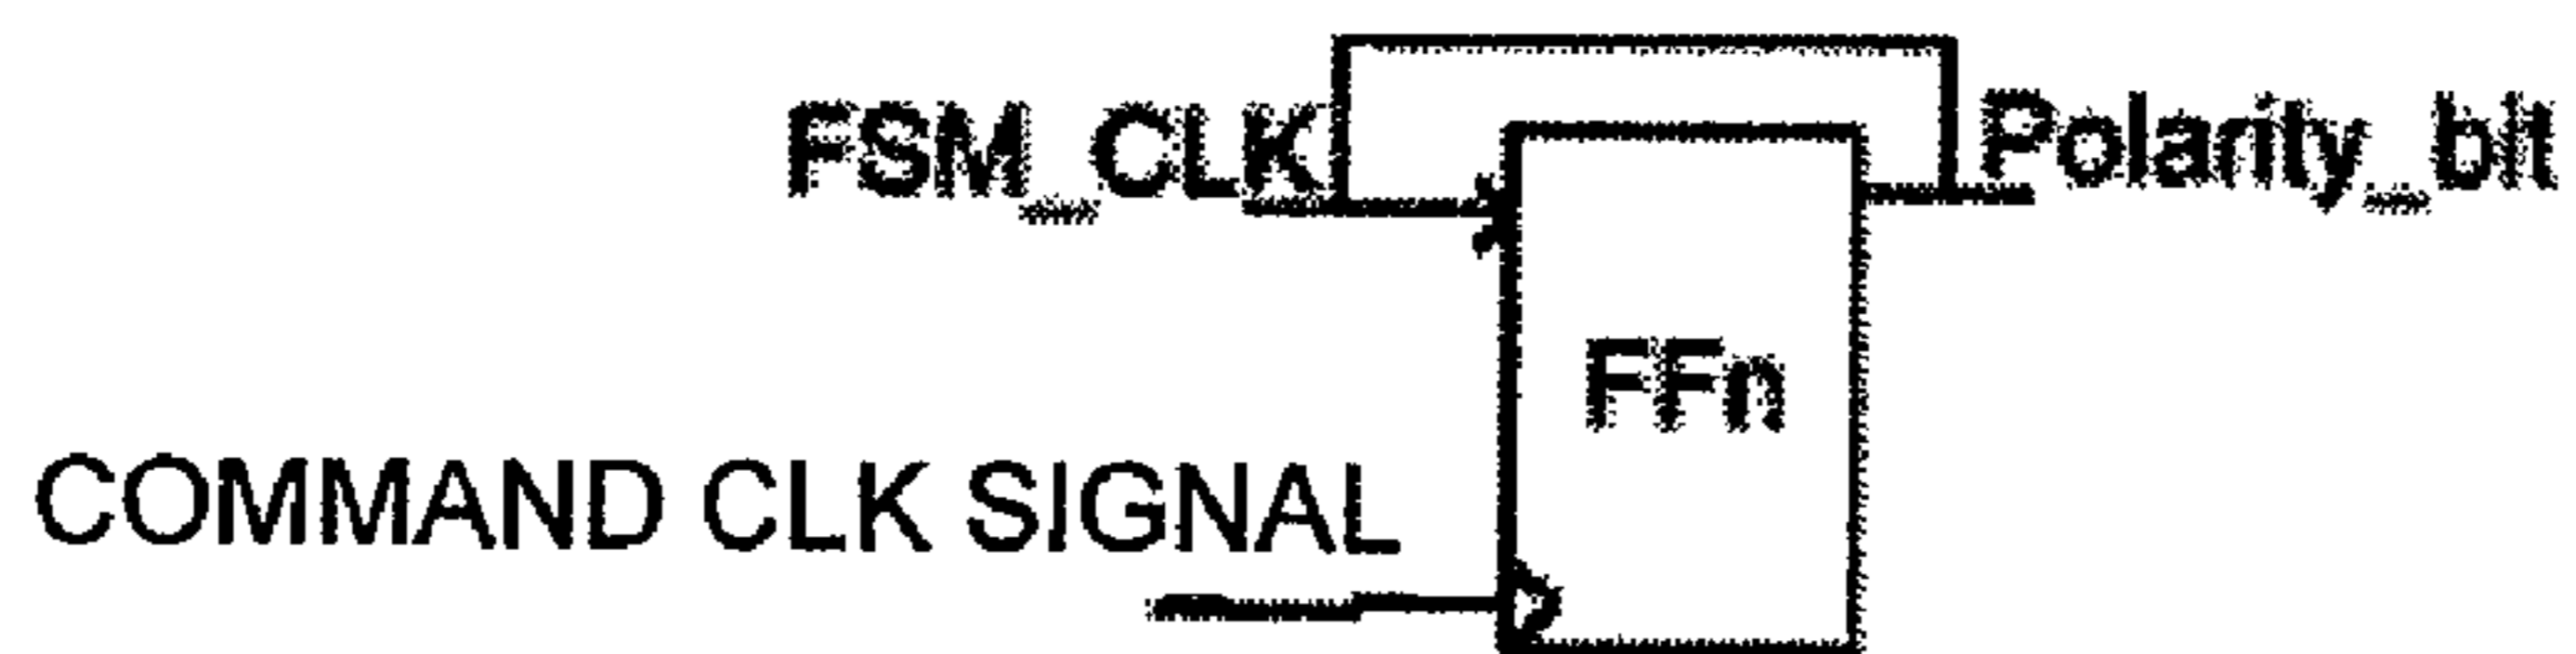 FSM_CLK
Polarity_bit
FFn
COMMAND CLK SIGNAL